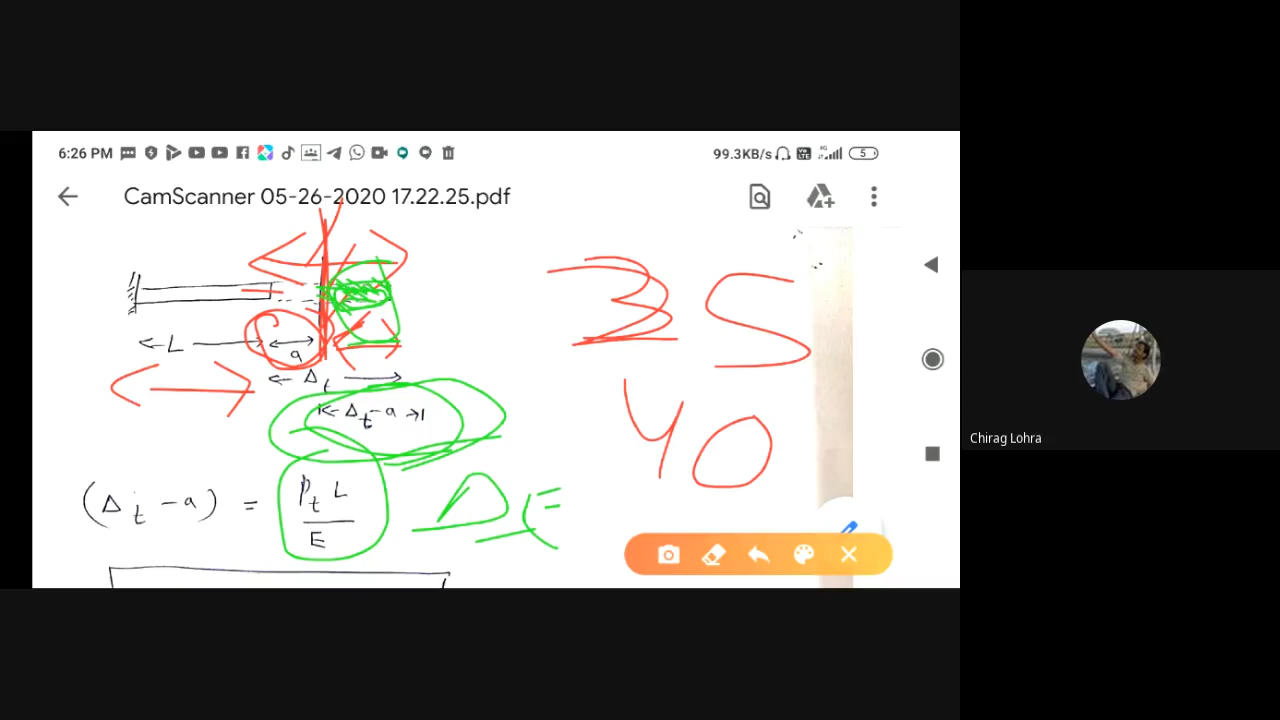 6:26 PM
99.3KB/s
5
CamScanner 05-26-2020 17.22.25.pdf
L
a
Δt
Δt-a
(Δt-a) = PtL/E
35
40
Chirag Lohra